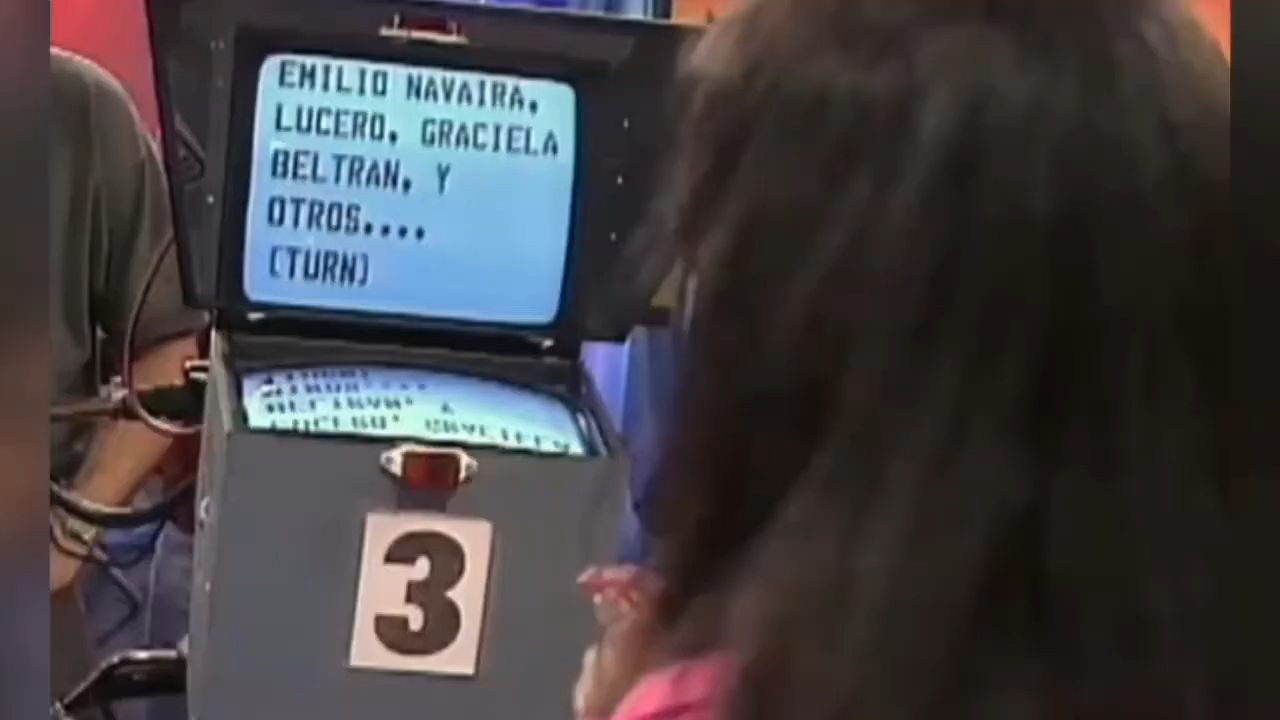 EMILIO NAVAIRA,
LUCERO, GRACIELA
BELTRAN, Y
OTROS....
(TURN)
3